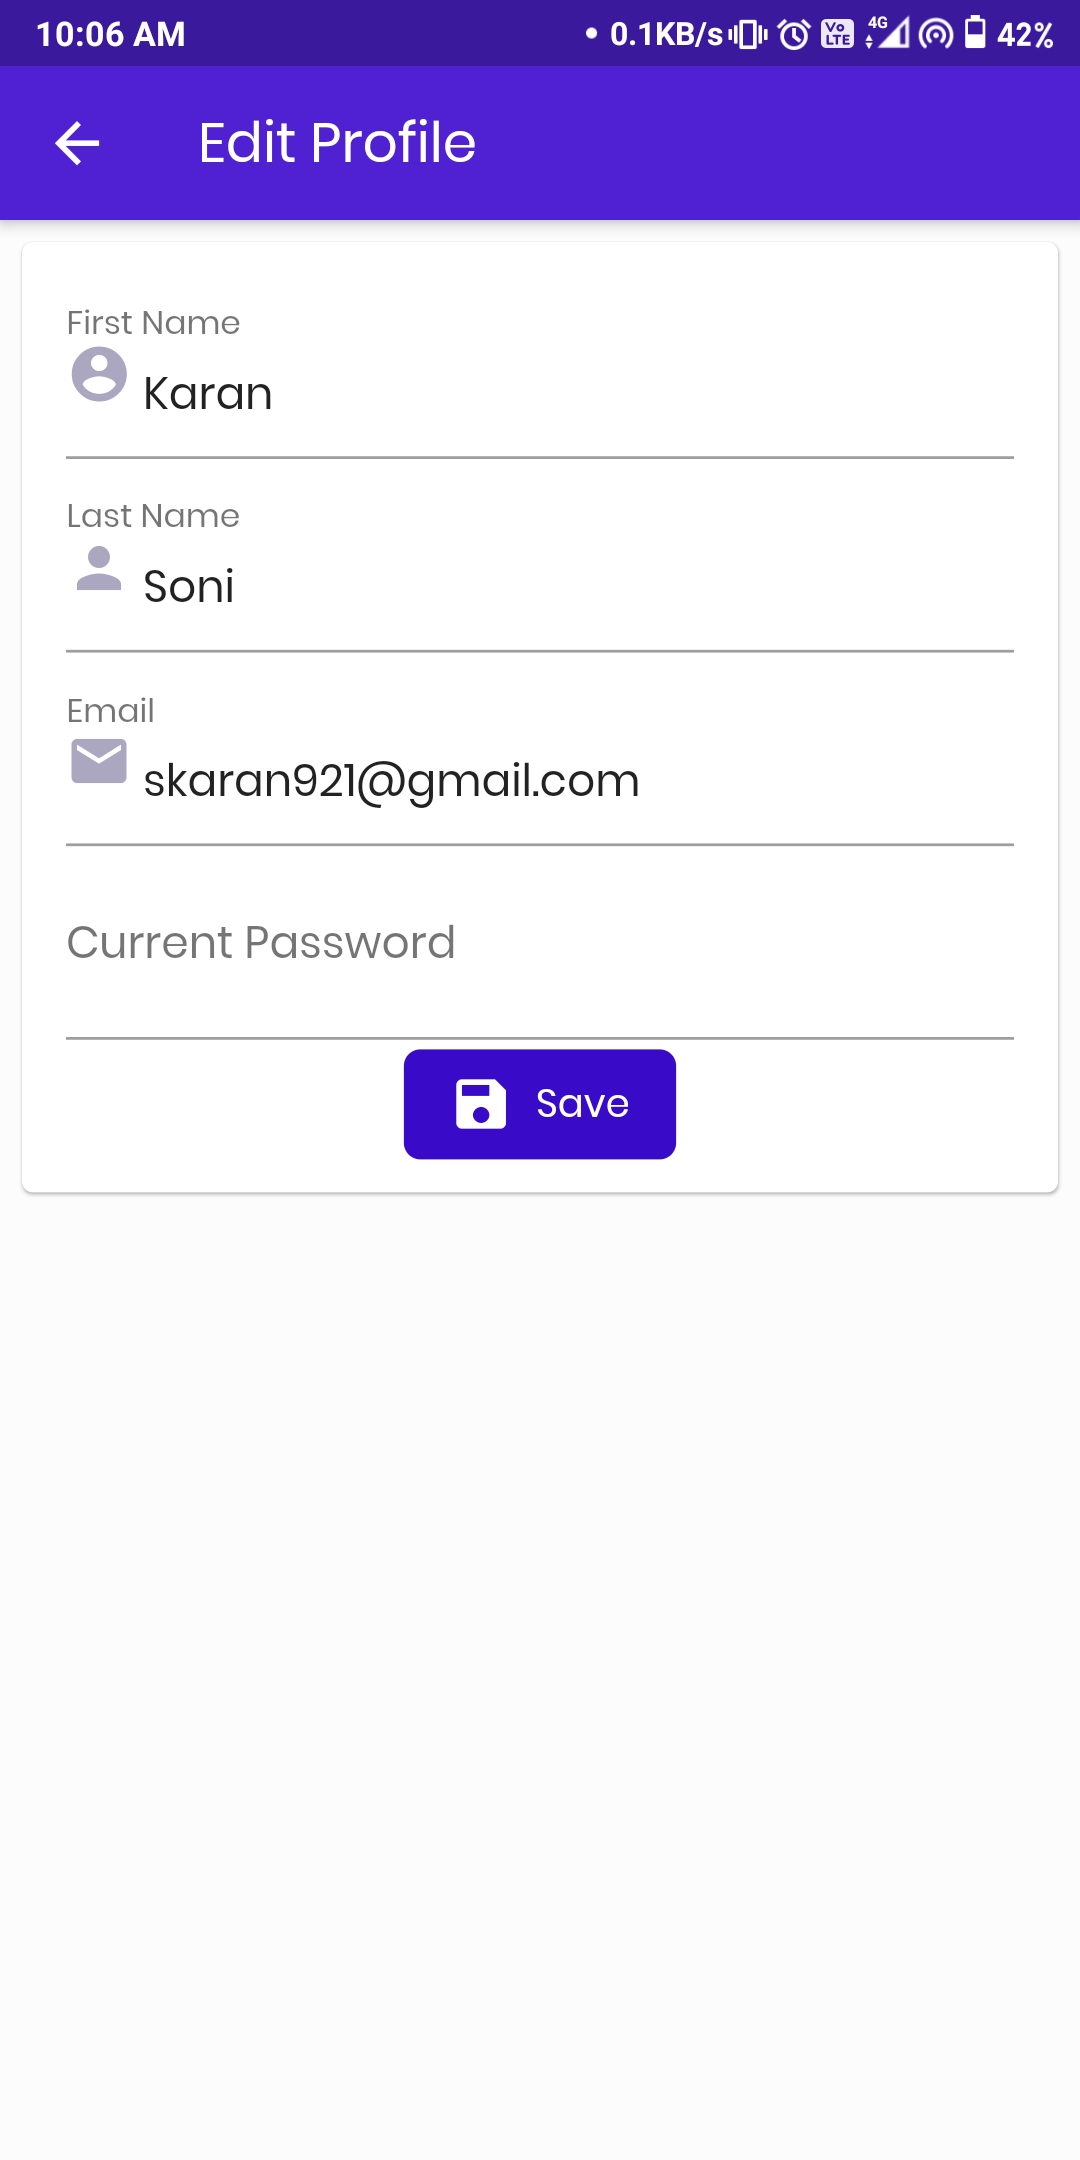 10:06 AM 0.1KB/s Vo LTE 4G 42%
Edit Profile
First Name
Karan
Last Name
Soni
Email
skaran921@gmail.com
Current Password
Save